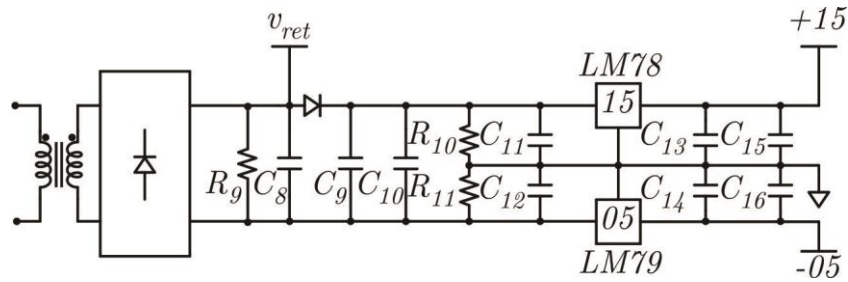 v_ret
+15
LM78
15
R_10
C_11
C_13
C_15
R_9
C_8
C_9
C_10
R_11
C_12
C_14
C_16
05
LM79
-05